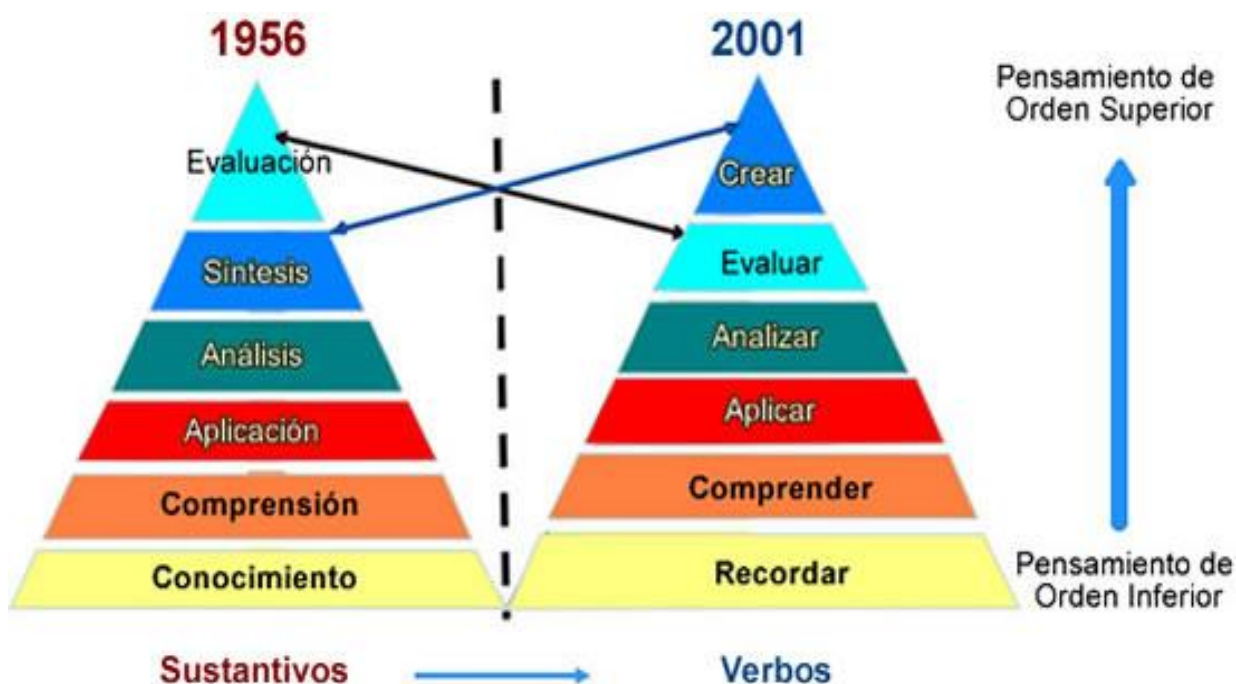 1956
2001
Evaluación
Síntesis
Análisis
Aplicación
Comprensión
Conocimiento
Crear
Evaluar
Analizar
Aplicar
Comprender
Recordar
Pensamiento de
Orden Superior
Pensamiento de
Orden Inferior
Sustantivos
Verbos